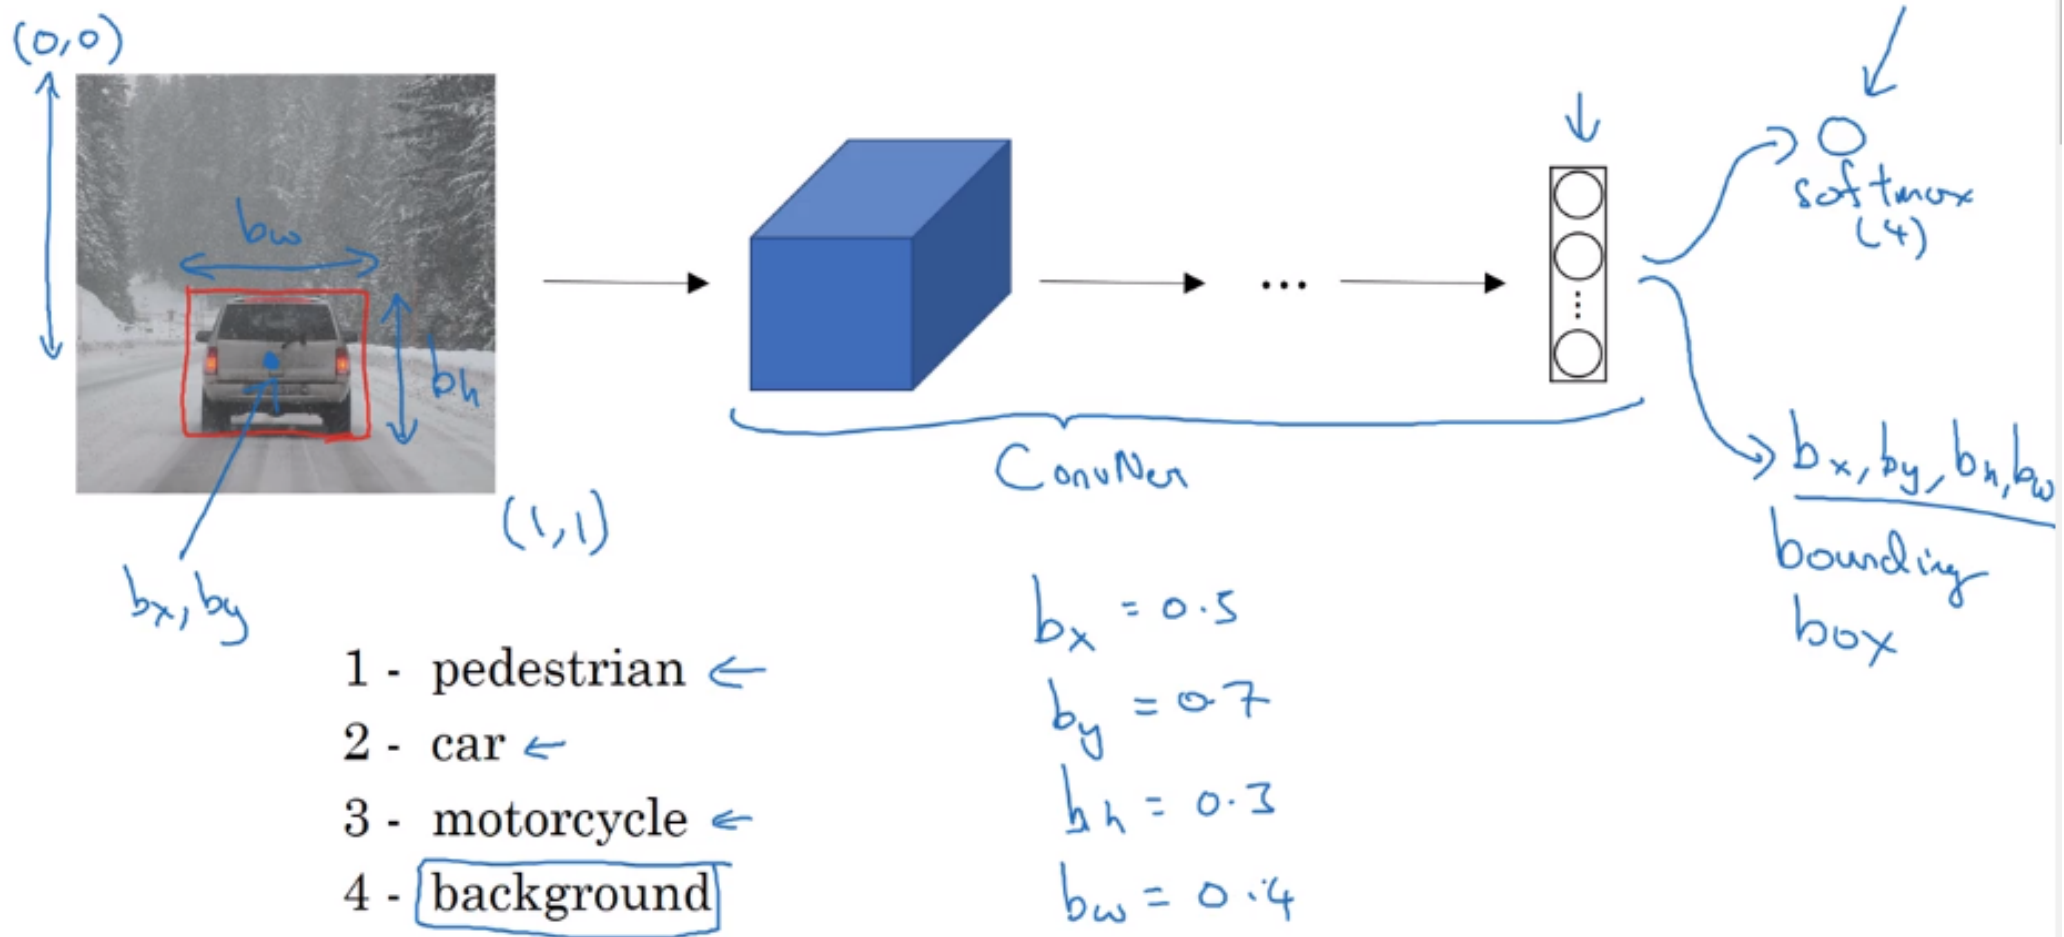 (0,0)
bw
bh
(1,1)
bx, by
ConvNet
softmax
(4)
bx, by, bh, bw
bounding
box
1 - pedestrian
2 - car
3 - motorcycle
4 - background
bx = 0.5
by = 0.7
bh = 0.3
bw = 0.4